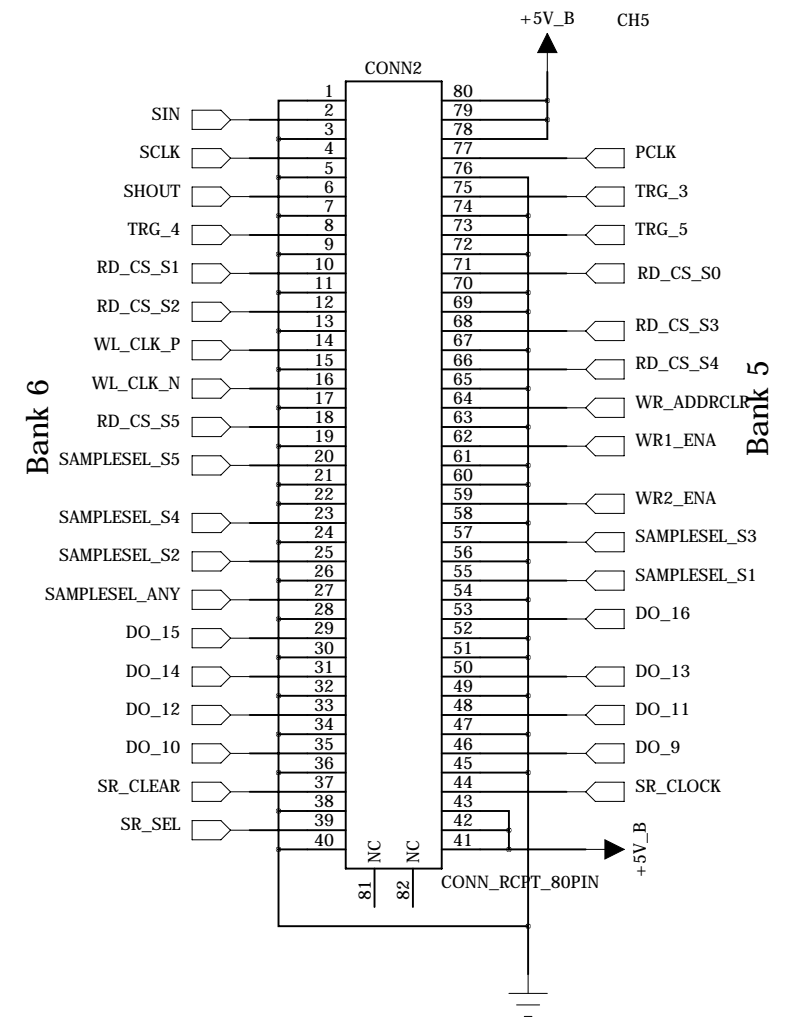 +5V_B CH5
CONN2
1 80
SIN 2 79
3 78
SCLK 4 77 PCLK
5 76
SHOUT 6 75 TRG_3
7 74
TRG_4 8 73 TRG_5
9 72
RD_CS_S1 10 71 RD_CS_S0
11 70
RD_CS_S2 12 69
13 68 RD_CS_S3
WL_CLK_P 14 67
15 66 RD_CS_S4
WL_CLK_N 16 65
17 64 WR_ADDRCLR
RD_CS_S5 18 63
19 62 WR1_ENA
SAMPLESEL_S5 20 61
21 60
22 59 WR2_ENA
SAMPLESEL_S4 23 58
24 57 SAMPLESEL_S3
SAMPLESEL_S2 25 56
26 55 SAMPLESEL_S1
SAMPLESEL_ANY 27 54
28 53 DO_16
DO_15 29 52
30 51
DO_14 31 50 DO_13
32 49
DO_12 33 48 DO_11
34 47
DO_10 35 46 DO_9
36 45
SR_CLEAR 37 44 SR_CLOCK
38 43
SR_SEL 39 42
40 41
+5V_B
NC NC
81 82
CONN_RCPT_80PIN
Bank 6
Bank 5